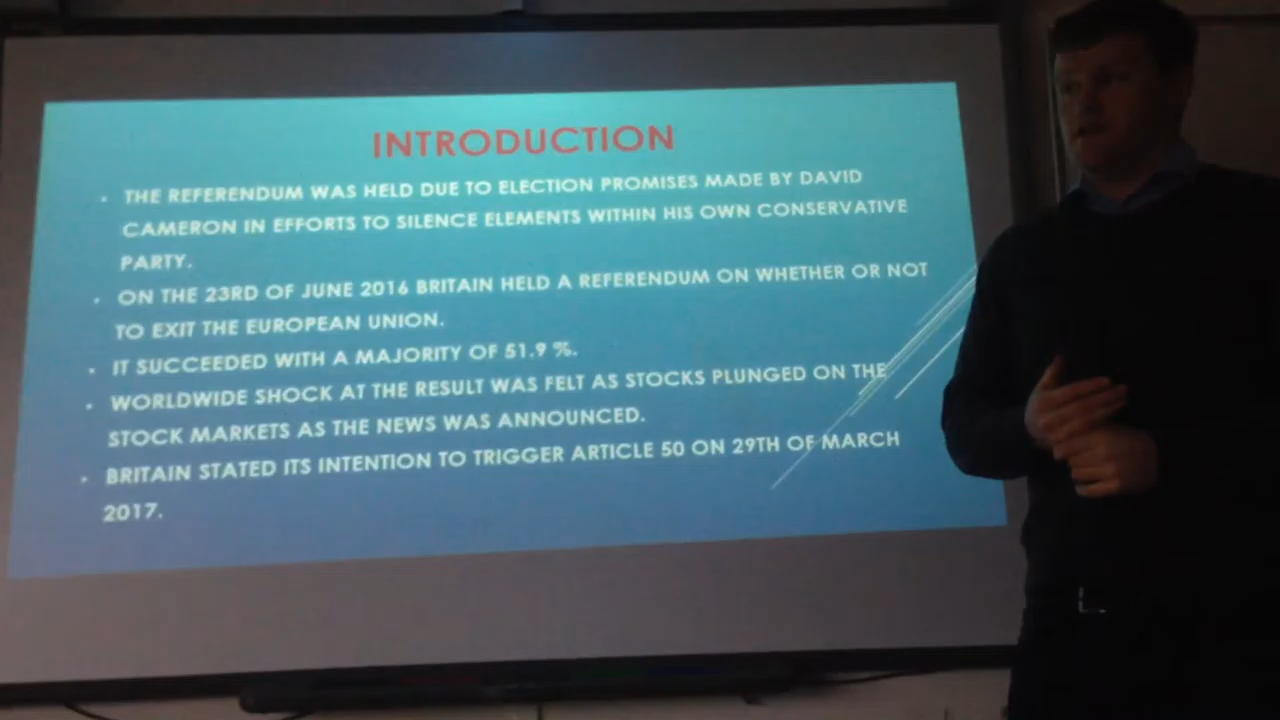 INTRODUCTION
• THE REFERENDUM WAS HELD DUE TO ELECTION PROMISES MADE BY DAVID
CAMERON IN EFFORTS TO SILENCE ELEMENTS WITHIN HIS OWN CONSERVATIVE
PARTY.
• ON THE 23RD OF JUNE 2016 BRITAIN HELD A REFERENDUM ON WHETHER OR NOT
TO EXIT THE EUROPEAN UNION.
• IT SUCCEEDED WITH A MAJORITY OF 51.9 %.
• WORLDWIDE SHOCK AT THE RESULT WAS FELT AS STOCKS PLUNGED ON THE
STOCK MARKETS AS THE NEWS WAS ANNOUNCED.
• BRITAIN STATED ITS INTENTION TO TRIGGER ARTICLE 50 ON 29TH OF MARCH
2017.